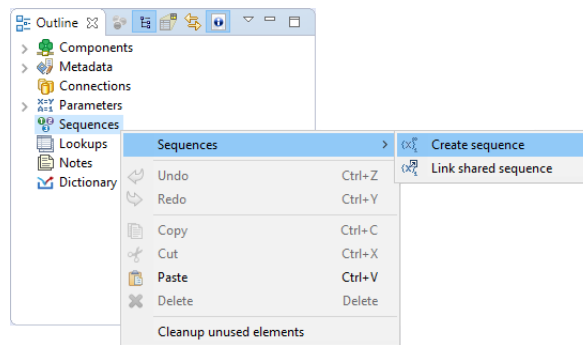 Outline
Components
Metadata
Connections
Parameters
Sequences
Lookups
Notes
Dictionary
Sequences
Create sequence
Link shared sequence
Undo Ctrl+Z
Redo Ctrl+Y
Copy Ctrl+C
Cut Ctrl+X
Paste Ctrl+V
Delete Delete
Cleanup unused elements